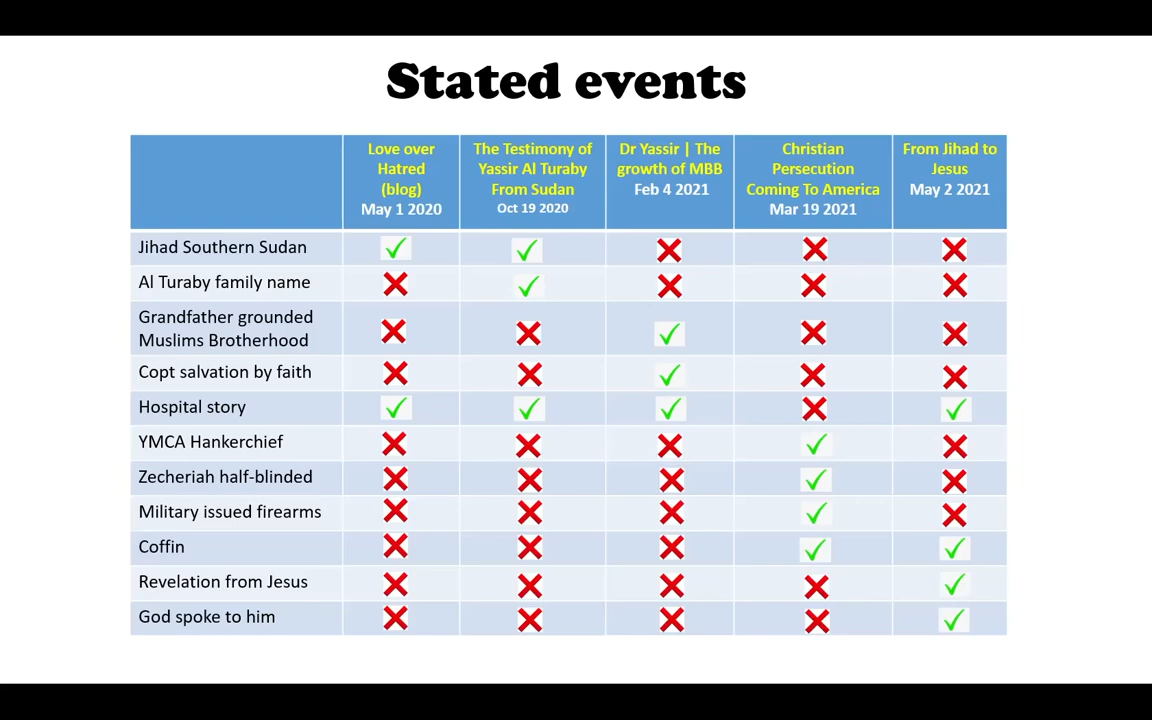 Stated events
Love over
Hatred
(blog)
May 1 2020
The Testimony of
Yassir Al Turaby
From Sudan
Oct 19 2020
Dr Yassir | The
growth of MBB
Feb 4 2021
Christian
Persecution
Coming To America
Mar 19 2021
From Jihad to
Jesus
May 2 2021
Jihad Southern Sudan
Al Turaby family name
Grandfather grounded
Muslims Brotherhood
Copt salvation by faith
Hospital story
YMCA Hankerchief
Zecheriah half-blinded
Military issued firearms
Coffin
Revelation from Jesus
God spoke to him